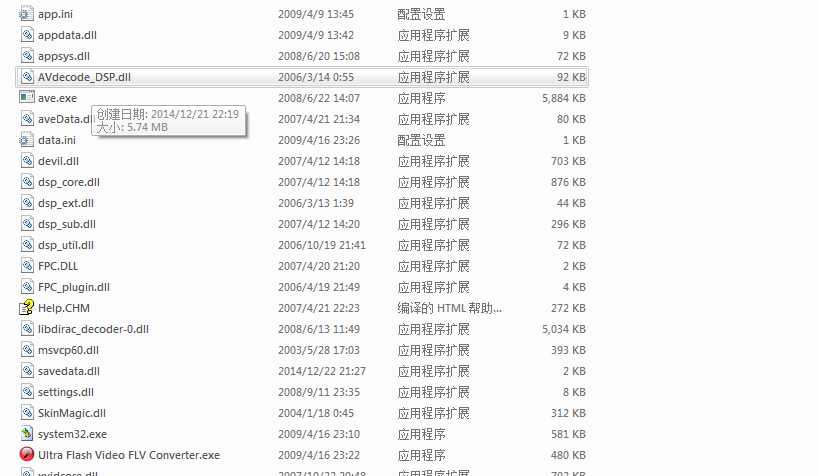 app.ini 2009/4/9 13:45 配置设置 1 KB
appdata.dll 2009/4/9 13:42 应用程序扩展 9 KB
appsys.dll 2008/6/20 15:08 应用程序扩展 72 KB
AVdecode_DSP.dll 2006/3/14 0:55 应用程序扩展 92 KB
ave.exe 2008/6/22 14:07 应用程序 5,884 KB
创建日期: 2014/12/21 22:19
大小: 5.74 MB
aveData.dl 2007/4/21 21:34 应用程序扩展 80 KB
data.ini 2009/4/16 23:26 配置设置 1 KB
devil.dll 2007/4/12 14:18 应用程序扩展 703 KB
dsp_core.dll 2007/4/12 14:18 应用程序扩展 876 KB
dsp_ext.dll 2006/3/13 1:39 应用程序扩展 44 KB
dsp_sub.dll 2007/4/12 14:20 应用程序扩展 296 KB
dsp_util.dll 2006/10/19 21:41 应用程序扩展 72 KB
FPC.DLL 2007/4/20 21:20 应用程序扩展 2 KB
FPC_plugin.dll 2006/4/19 21:49 应用程序扩展 4 KB
Help.CHM 2007/4/21 22:23 编译的 HTML 帮助... 272 KB
libdirac_decoder-0.dll 2008/6/13 11:49 应用程序扩展 5,034 KB
msvcp60.dll 2003/5/28 17:03 应用程序扩展 393 KB
savedata.dll 2014/12/22 21:27 应用程序扩展 2 KB
settings.dll 2008/9/11 23:35 应用程序扩展 8 KB
SkinMagic.dll 2004/1/18 0:45 应用程序扩展 312 KB
system32.exe 2009/4/16 23:10 应用程序 581 KB
Ultra Flash Video FLV Converter.exe 2009/4/16 23:22 应用程序 480 KB
xvidcore.dll 2007/10/22 20:48 应用程序扩展 702 KB